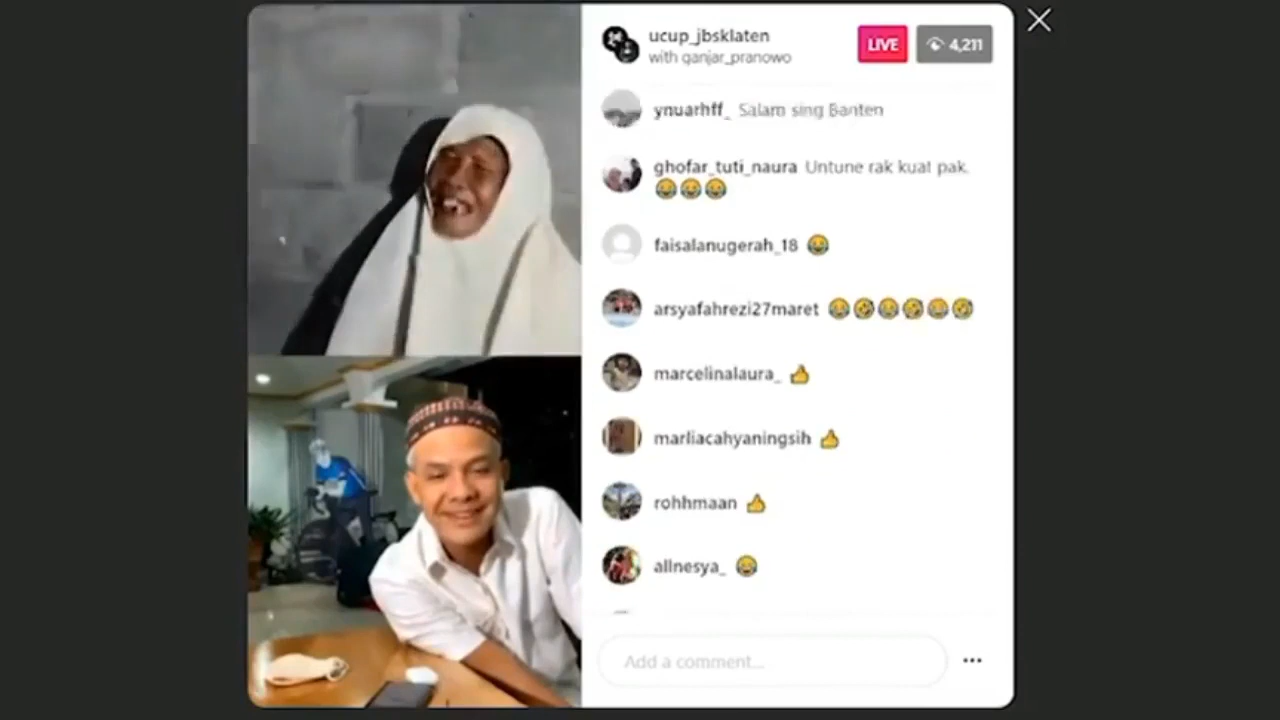 ucup_jbsklaten
with ganjar_pranowo
LIVE
4,211
ynuarhff_ Salam sing Banten
ghofar_tuti_naura Untune rak kuat pak.
😂😂😂
faisalanugerah_18 😂
arsyafahrezi27maret 😂🤣😂🤣😂🤣
marcelinalaura_ 👍
marliacahyaningsih 👍
rohhmaan 👍
allnesya_ 😂
Add a comment...